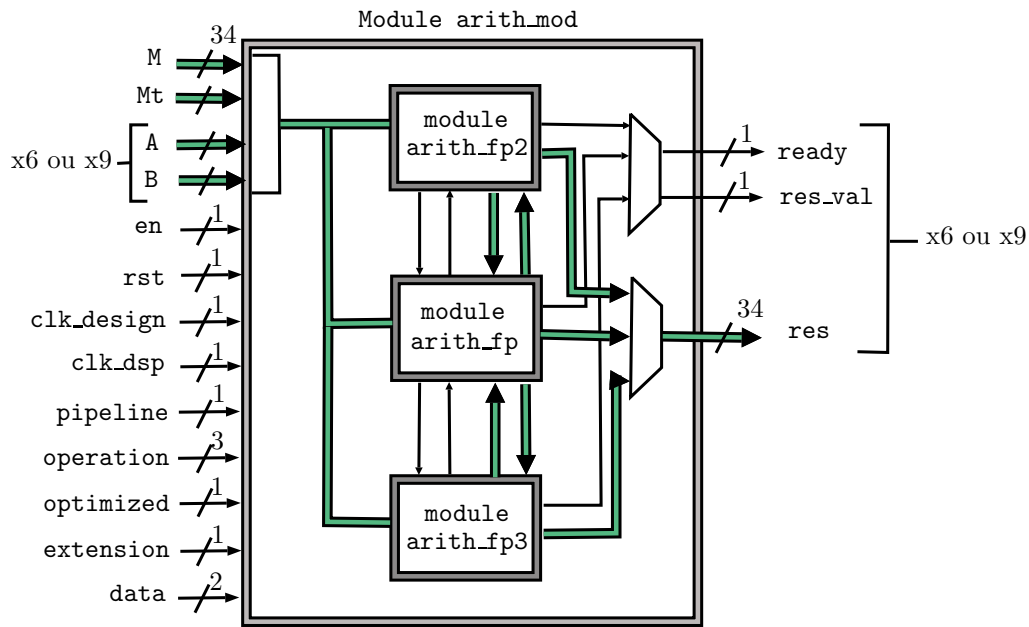 Module arith_mod
34
M
Mt
A
x6 ou x9
B
en
1
rst
1
clk_design
1
clk_dsp
1
pipeline
1
operation
3
optimized
1
extension
1
data
2
module
arith_fp2
module
arith_fp
module
arith_fp3
1
ready
1
res_val
x6 ou x9
34
res